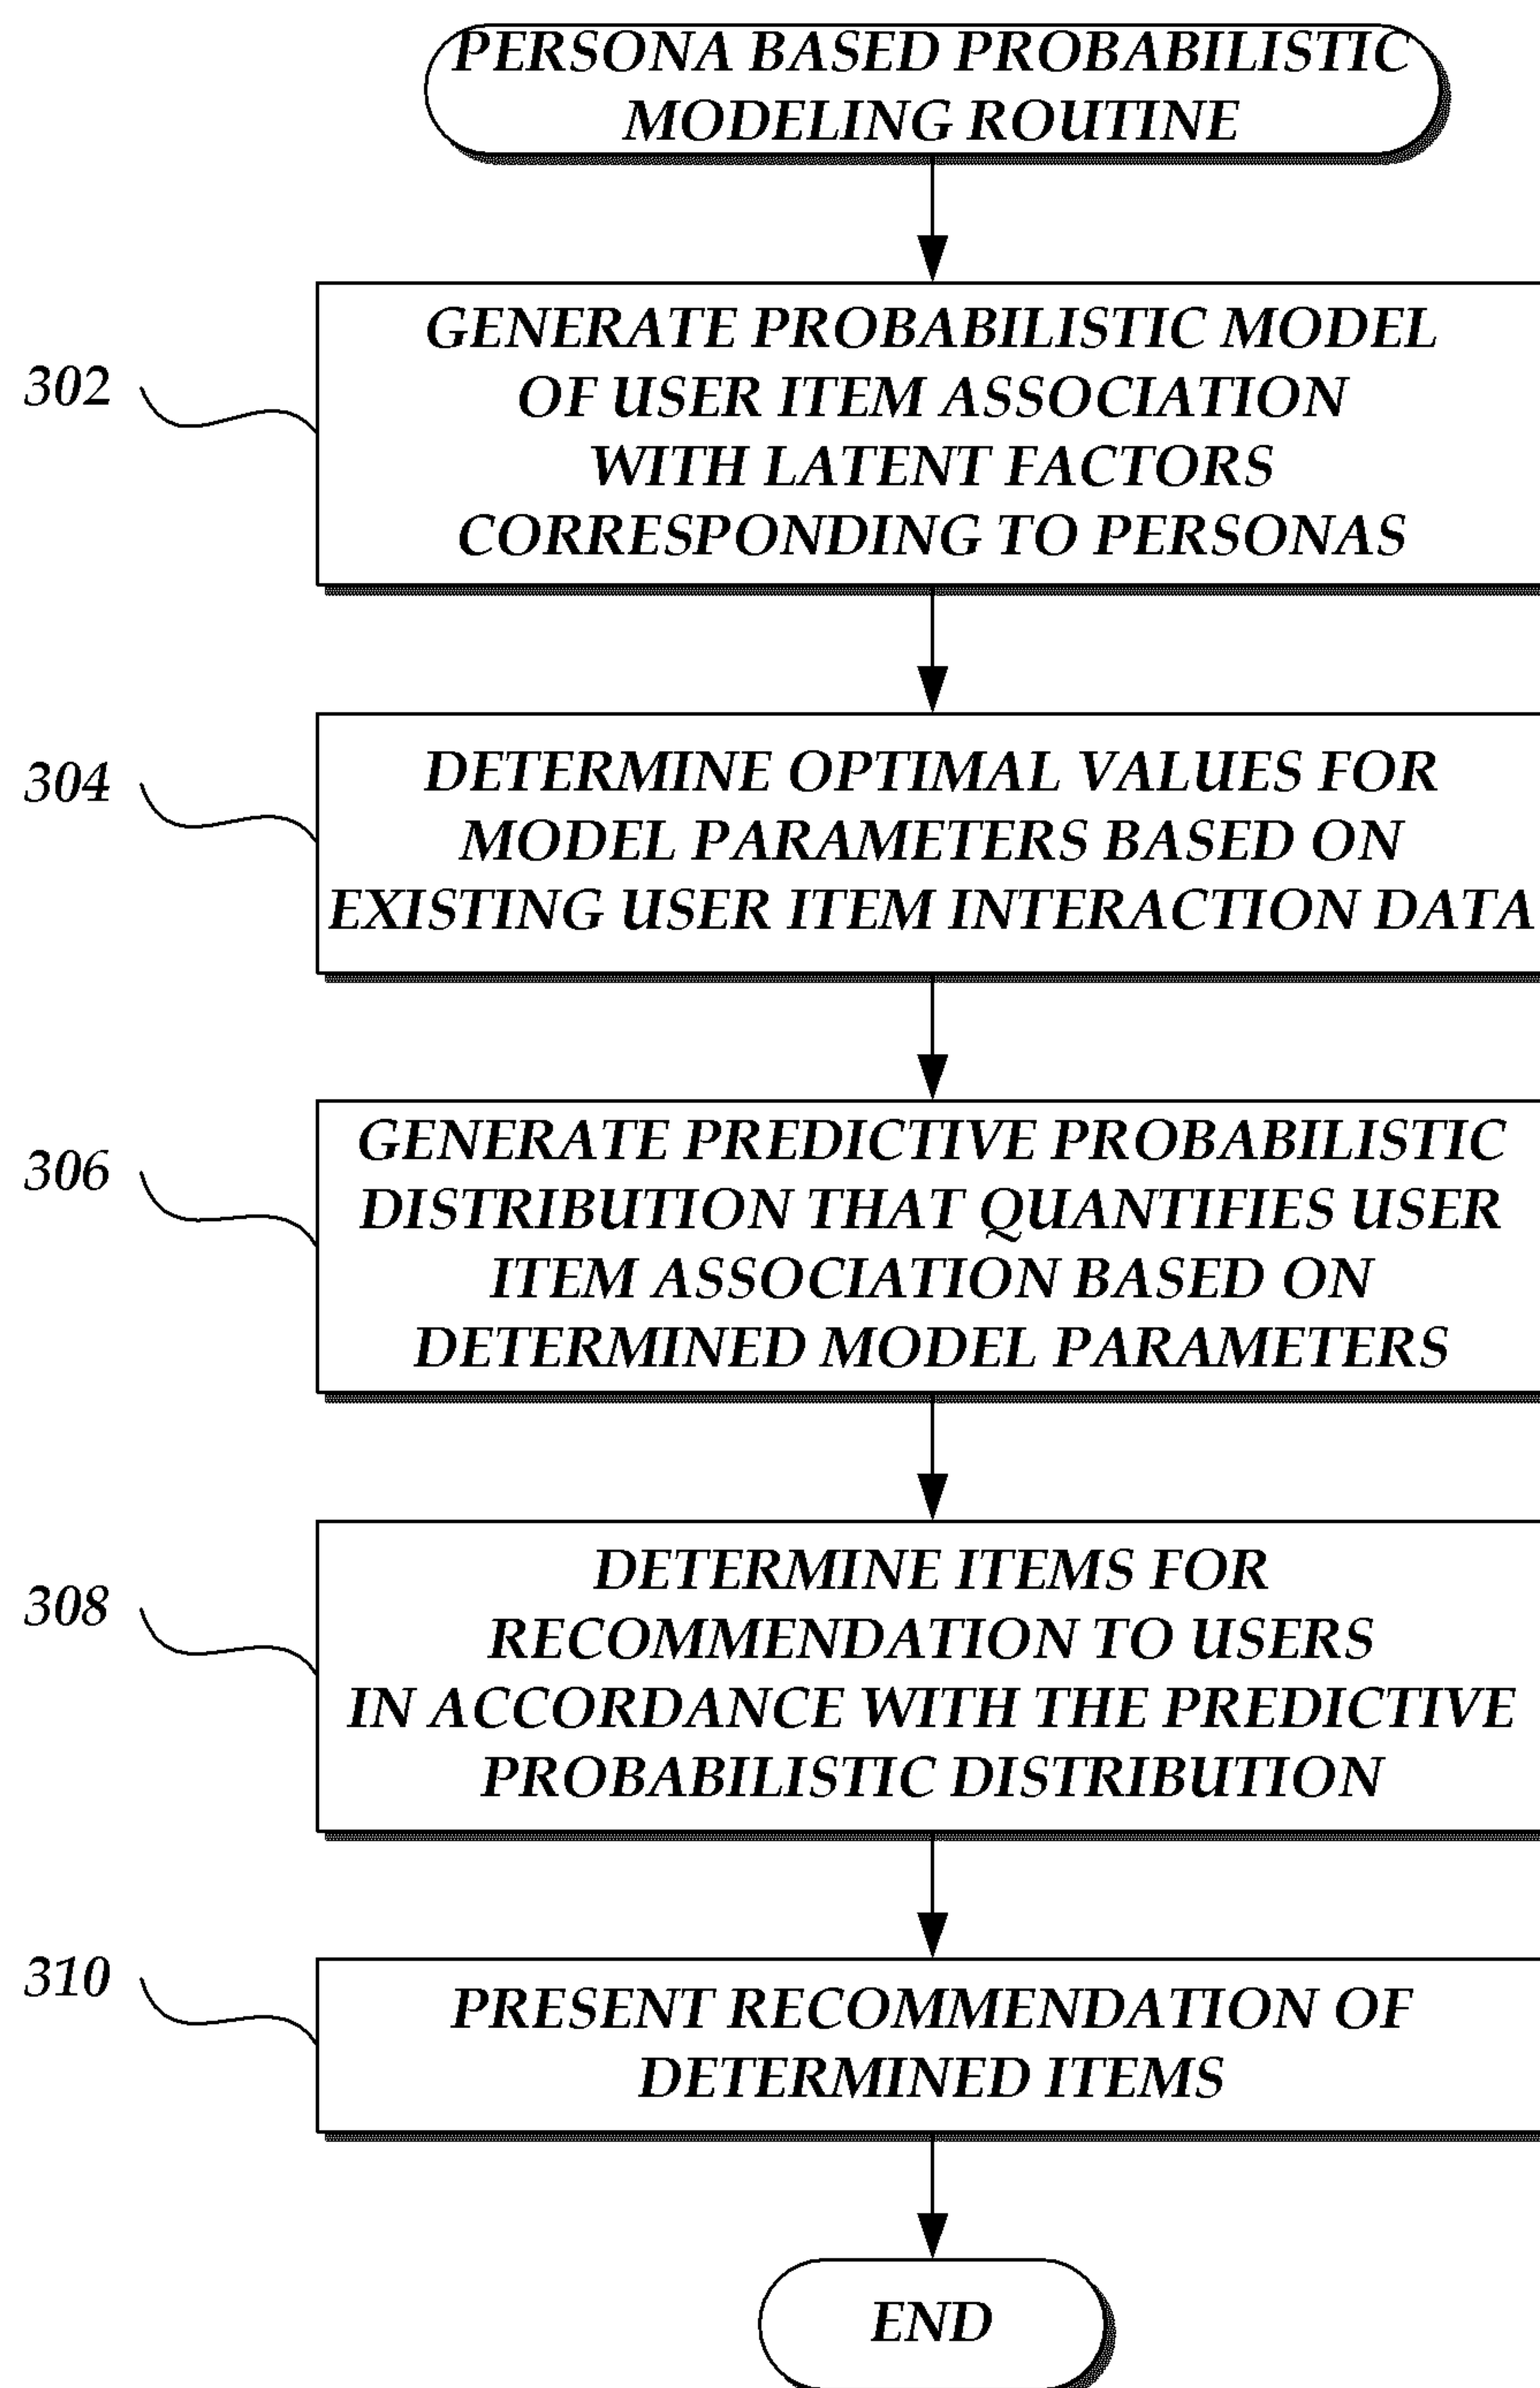 PERSONA BASED PROBABILISTIC
MODELING ROUTINE
302
GENERATE PROBABILISTIC MODEL
OF USER ITEM ASSOCIATION
WITH LATENT FACTORS
CORRESPONDING TO PERSONAS
304
DETERMINE OPTIMAL VALUES FOR
MODEL PARAMETERS BASED ON
EXISTING USER ITEM INTERACTION DATA
306
GENERATE PREDICTIVE PROBABILISTIC
DISTRIBUTION THAT QUANTIFIES USER
ITEM ASSOCIATION BASED ON
DETERMINED MODEL PARAMETERS
308
DETERMINE ITEMS FOR
RECOMMENDATION TO USERS
IN ACCORDANCE WITH THE PREDICTIVE
PROBABILISTIC DISTRIBUTION
310
PRESENT RECOMMENDATION OF
DETERMINED ITEMS
END